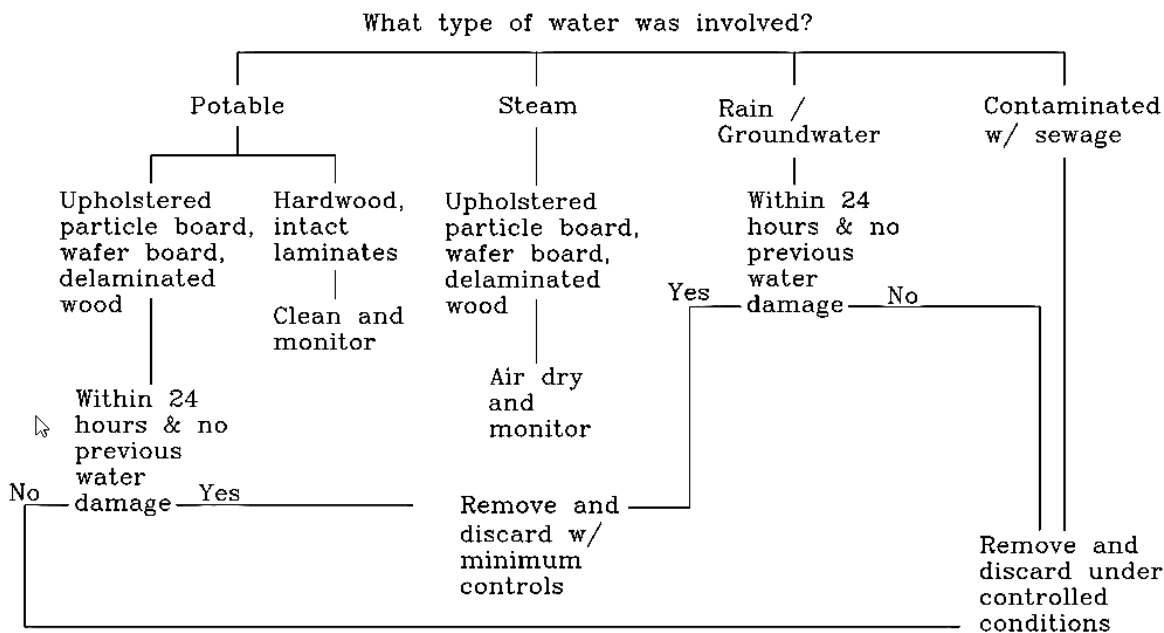 What type of water was involved?
Potable
Steam
Rain /
Groundwater
Contaminated
w/ sewage
Upholstered
particle board,
wafer board,
delaminated
wood
Hardwood,
intact
laminates
Clean and
monitor
Upholstered
particle board,
wafer board,
delaminated
wood
Air dry
and
monitor
Within 24
hours & no
previous
water
damage
Yes
No
Within 24
hours & no
previous
water
damage
No
Yes
Remove and
discard w/
minimum
controls
Remove and
discard under
controlled
conditions